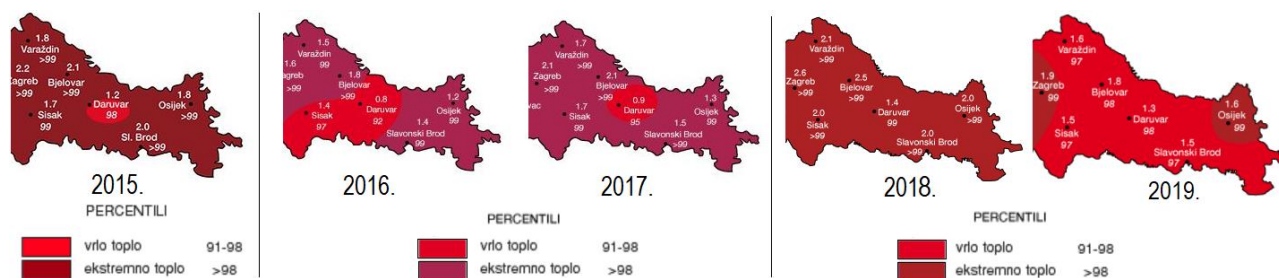 1.8
Varaždin
>99
2.2
Zagreb
>99
2.1
Bjelovar
>99
1.2
Daruvar
98
1.8
Osijek
>99
1.7
Sisak
99
2.0
Sl. Brod
>99
2015.
PERCENTILI
vrlo toplo 91-98
ekstremno toplo >98
1.5
Varaždin
99
1.6
agreb
>99
1.8
Bjelovar
>99
0.8
Daruvar
92
1.2
Osijek
99
1.4
Sisak
97
1.4
Slavonski Brod
99
2016.
1.7
Varaždin
>99
2.1
Zagreb
>99
2.1
Bjelovar
>99
0.9
Daruvar
95
1.3
Osijek
99
vac
1.7
Sisak
>99
1.5
Slavonski Brod
>99
2017.
PERCENTILI
vrlo toplo 91-98
ekstremno toplo >98
2.1
Varaždin
>99
2.6
Zagreb
>99
2.5
Bjelovar
>99
1.4
Daruvar
99
2.0
Osijek
>99
2.0
Sisak
>99
2.0
Slavonski Brod
>99
2018.
1.6
Varaždin
97
1.9
Zagreb
>99
1.8
Bjelovar
98
1.3
Daruvar
98
1.6
Osijek
99
1.5
Sisak
97
1.5
Slavonski Brod
97
2019.
PERCENTILI
vrlo toplo 91-98
ekstremno toplo >98